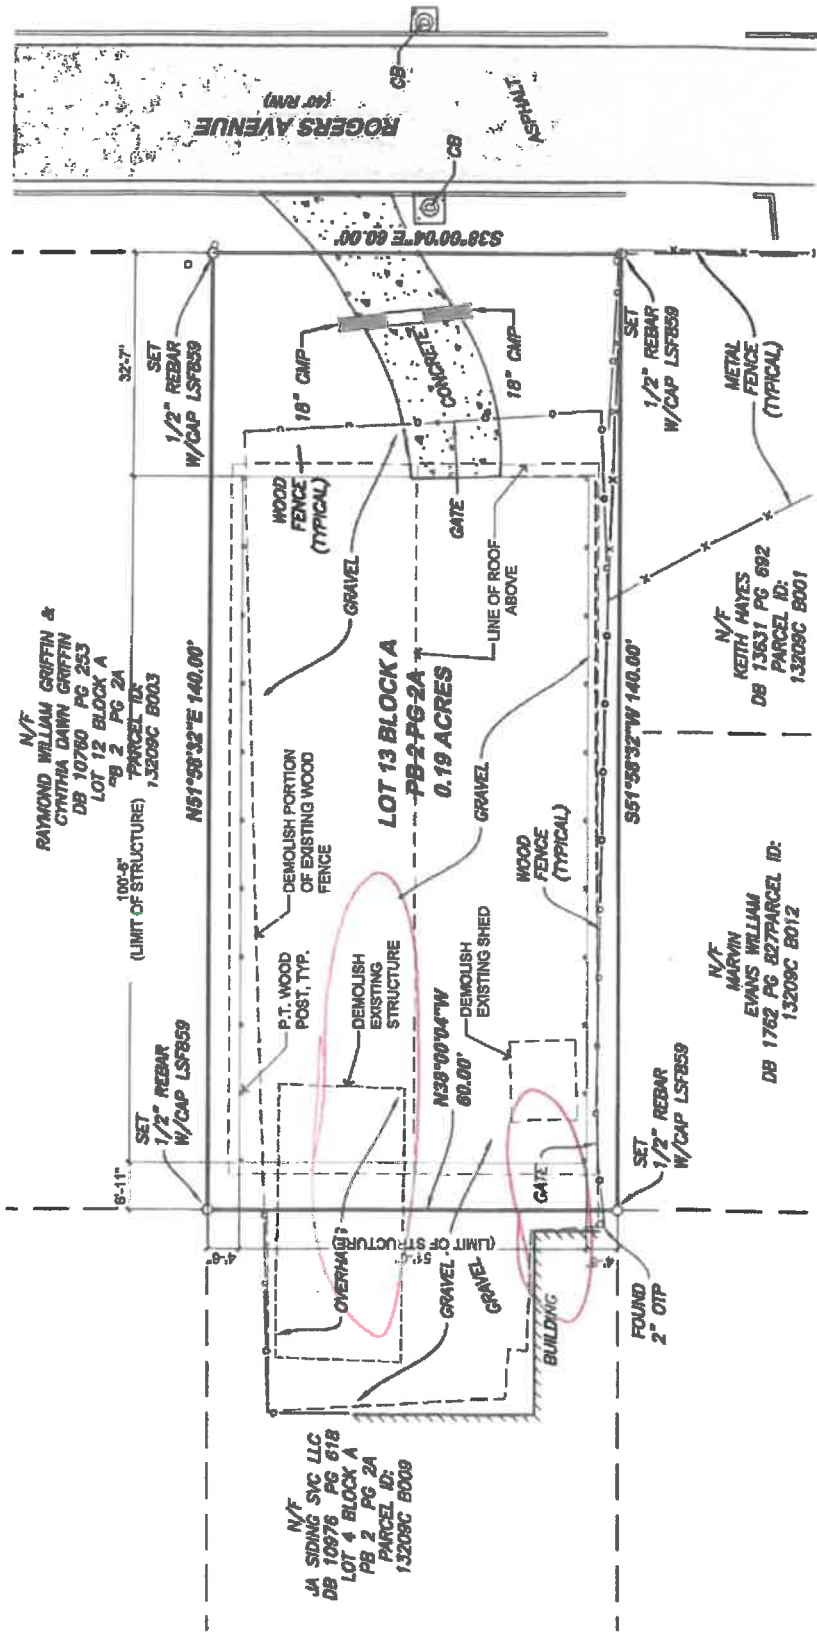 ROGERS AVENUE
(40' R/W)
CB
ASPHALT
CB
S38°00'04"E 60.00'
32'-7"
SET
1/2" REBAR
W/CAP LSF859
18" CMP
CONCRETE
18" CMP
SET
1/2" REBAR
W/CAP LSF859
METAL
FENCE
(TYPICAL)
WOOD
FENCE
(TYPICAL)
GATE
GRAVEL
LINE OF ROOF
ABOVE
N/F
RAYMOND WILLIAM GRIFFIN &
CYNTHIA DAWN GRIFFIN
DB 10760 PG 253
LOT 12 BLOCK A
PB 2 PG 2A
PARCEL ID:
13209C B003
100'-6"
(LIMIT OF STRUCTURE)
N51°58'32"E 140.00'
LOT 13 BLOCK A
PB 2 PG 2A
0.19 ACRES
S51°58'32"W 140.00'
N/F
KEITH HAYES
DB 13631 PG 692
PARCEL ID:
13209C B001
DEMOLISH PORTION
OF EXISTING WOOD
FENCE
GRAVEL
WOOD
FENCE
(TYPICAL)
P.T. WOOD
POST, TYP.
DEMOLISH
EXISTING
STRUCTURE
DEMOLISH
EXISTING SHED
N38°00'04"W
60.00'
N/F
MARVIN
EVANS WILLIAM
DB 1762 PG 827PARCEL ID:
13209C B012
SET
1/2" REBAR
W/CAP LSF859
6'-11"
GATE
SET
1/2" REBAR
W/CAP LSF859
4'-6"
(LIMIT OF STRUCTURE)
4'
GRAVEL
GRAVEL
BUILDING
FOUND
2" OTP
N/F
JA SIDING SVC LLC
DB 10976 PG 618
LOT 4 BLOCK A
PB 2 PG 2A
PARCEL ID:
13209C B009